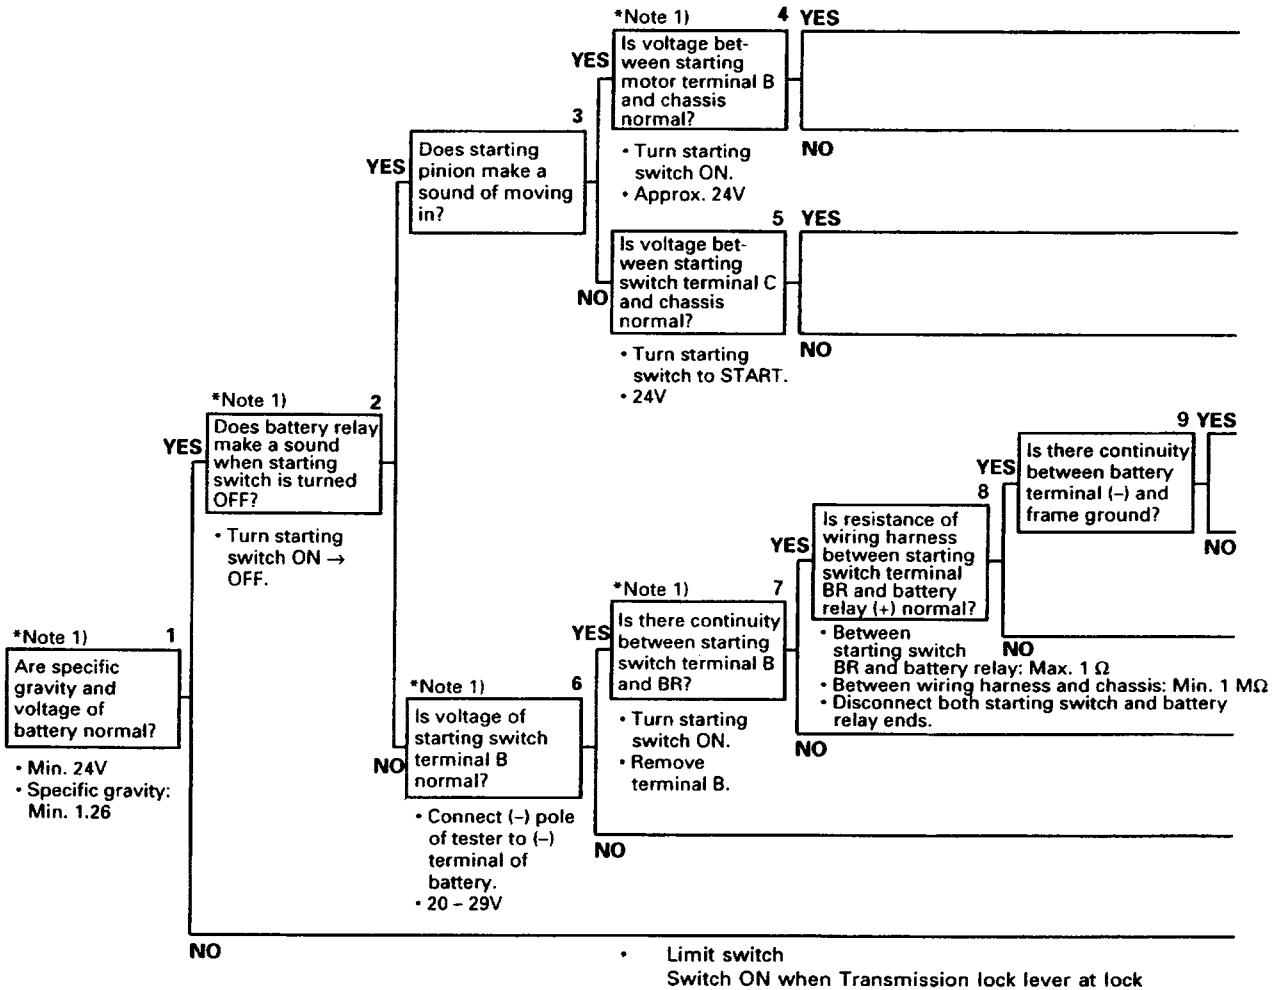 *Note 1)
1
Are specific
gravity and
voltage of
battery normal?
• Min. 24V
• Specific gravity:
Min. 1.26
YES
NO
*Note 1)
2
Does battery relay
make a sound
when starting
switch is turned
OFF?
• Turn starting
switch ON →
OFF.
YES
NO
3
Does starting
pinion make a
sound of moving
in?
YES
NO
*Note 1)
4
Is voltage bet-
ween starting
motor terminal B
and chassis
normal?
• Turn starting
switch ON.
• Approx. 24V
YES
NO
5
Is voltage bet-
ween starting
switch terminal C
and chassis
normal?
• Turn starting
switch to START.
• 24V
YES
NO
*Note 1)
6
Is voltage of
starting switch
terminal B
normal?
• Connect (–) pole
of tester to (–)
terminal of
battery.
• 20 – 29V
YES
NO
*Note 1)
7
Is there continuity
between starting
switch terminal B
and BR?
• Turn starting
switch ON.
• Remove
terminal B.
YES
NO
8
Is resistance of
wiring harness
between starting
switch terminal
BR and battery
relay (+) normal?
• Between
starting switch
BR and battery relay: Max. 1 Ω
• Between wiring harness and chassis: Min. 1 MΩ
• Disconnect both starting switch and battery
relay ends.
YES
NO
9
Is there continuity
between battery
terminal (–) and
frame ground?
YES
NO
• Limit switch
Switch ON when Transmission lock lever at lock